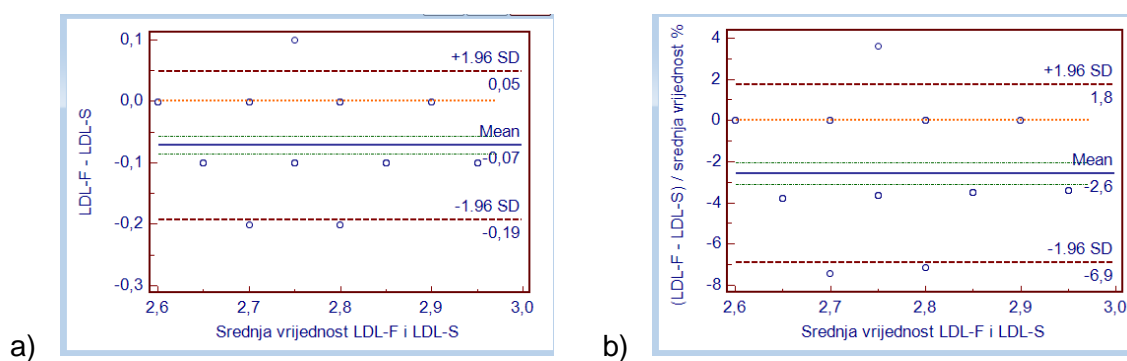 LDL-F - LDL-S
0,1
0,0
-0,1
-0,2
-0,3
+1.96 SD
0,05
Mean
-0,07
-1.96 SD
-0,19
2,6 2,7 2,8 2,9 3,0
Srednja vrijednost LDL-F i LDL-S
a)
(LDL-F - LDL-S) / srednja vrijednost %
4
2
0
-2
-4
-6
-8
+1.96 SD
1,8
Mean
-2,6
-1.96 SD
-6,9
2,6 2,7 2,8 2,9 3,0
Srednja vrijednost LDL-F i LDL-S
b)